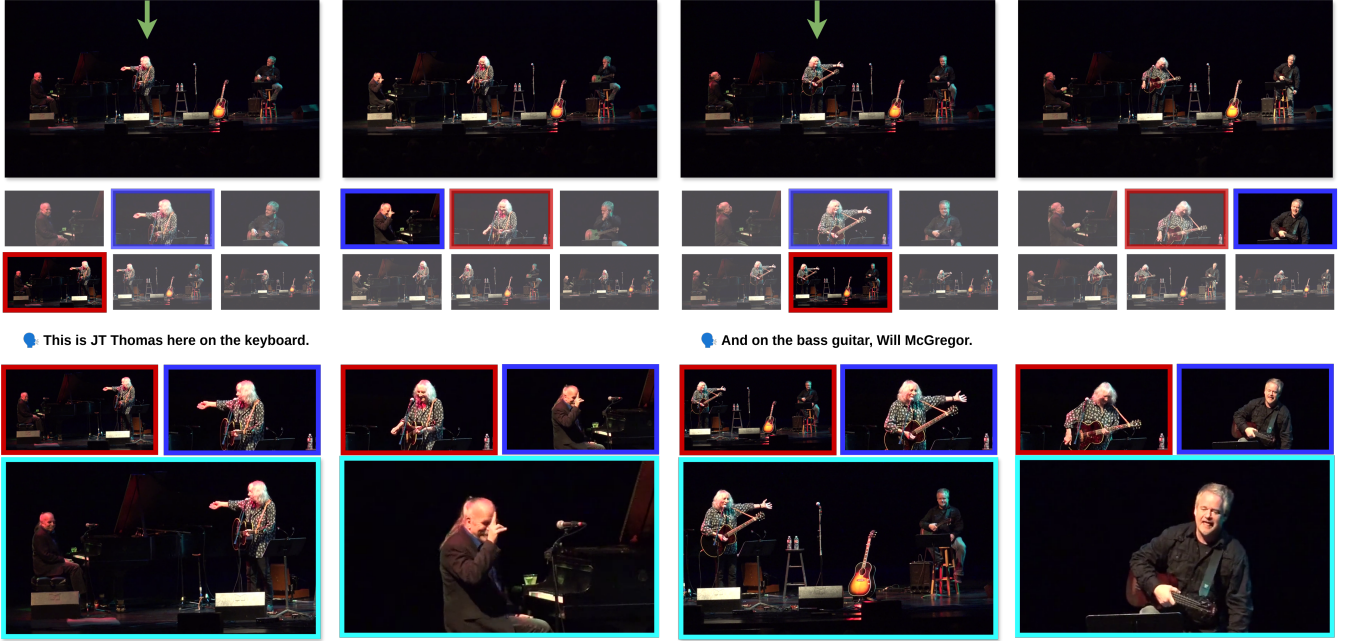 This is JT Thomas here on the keyboard.
And on the bass guitar, Will McGregor.